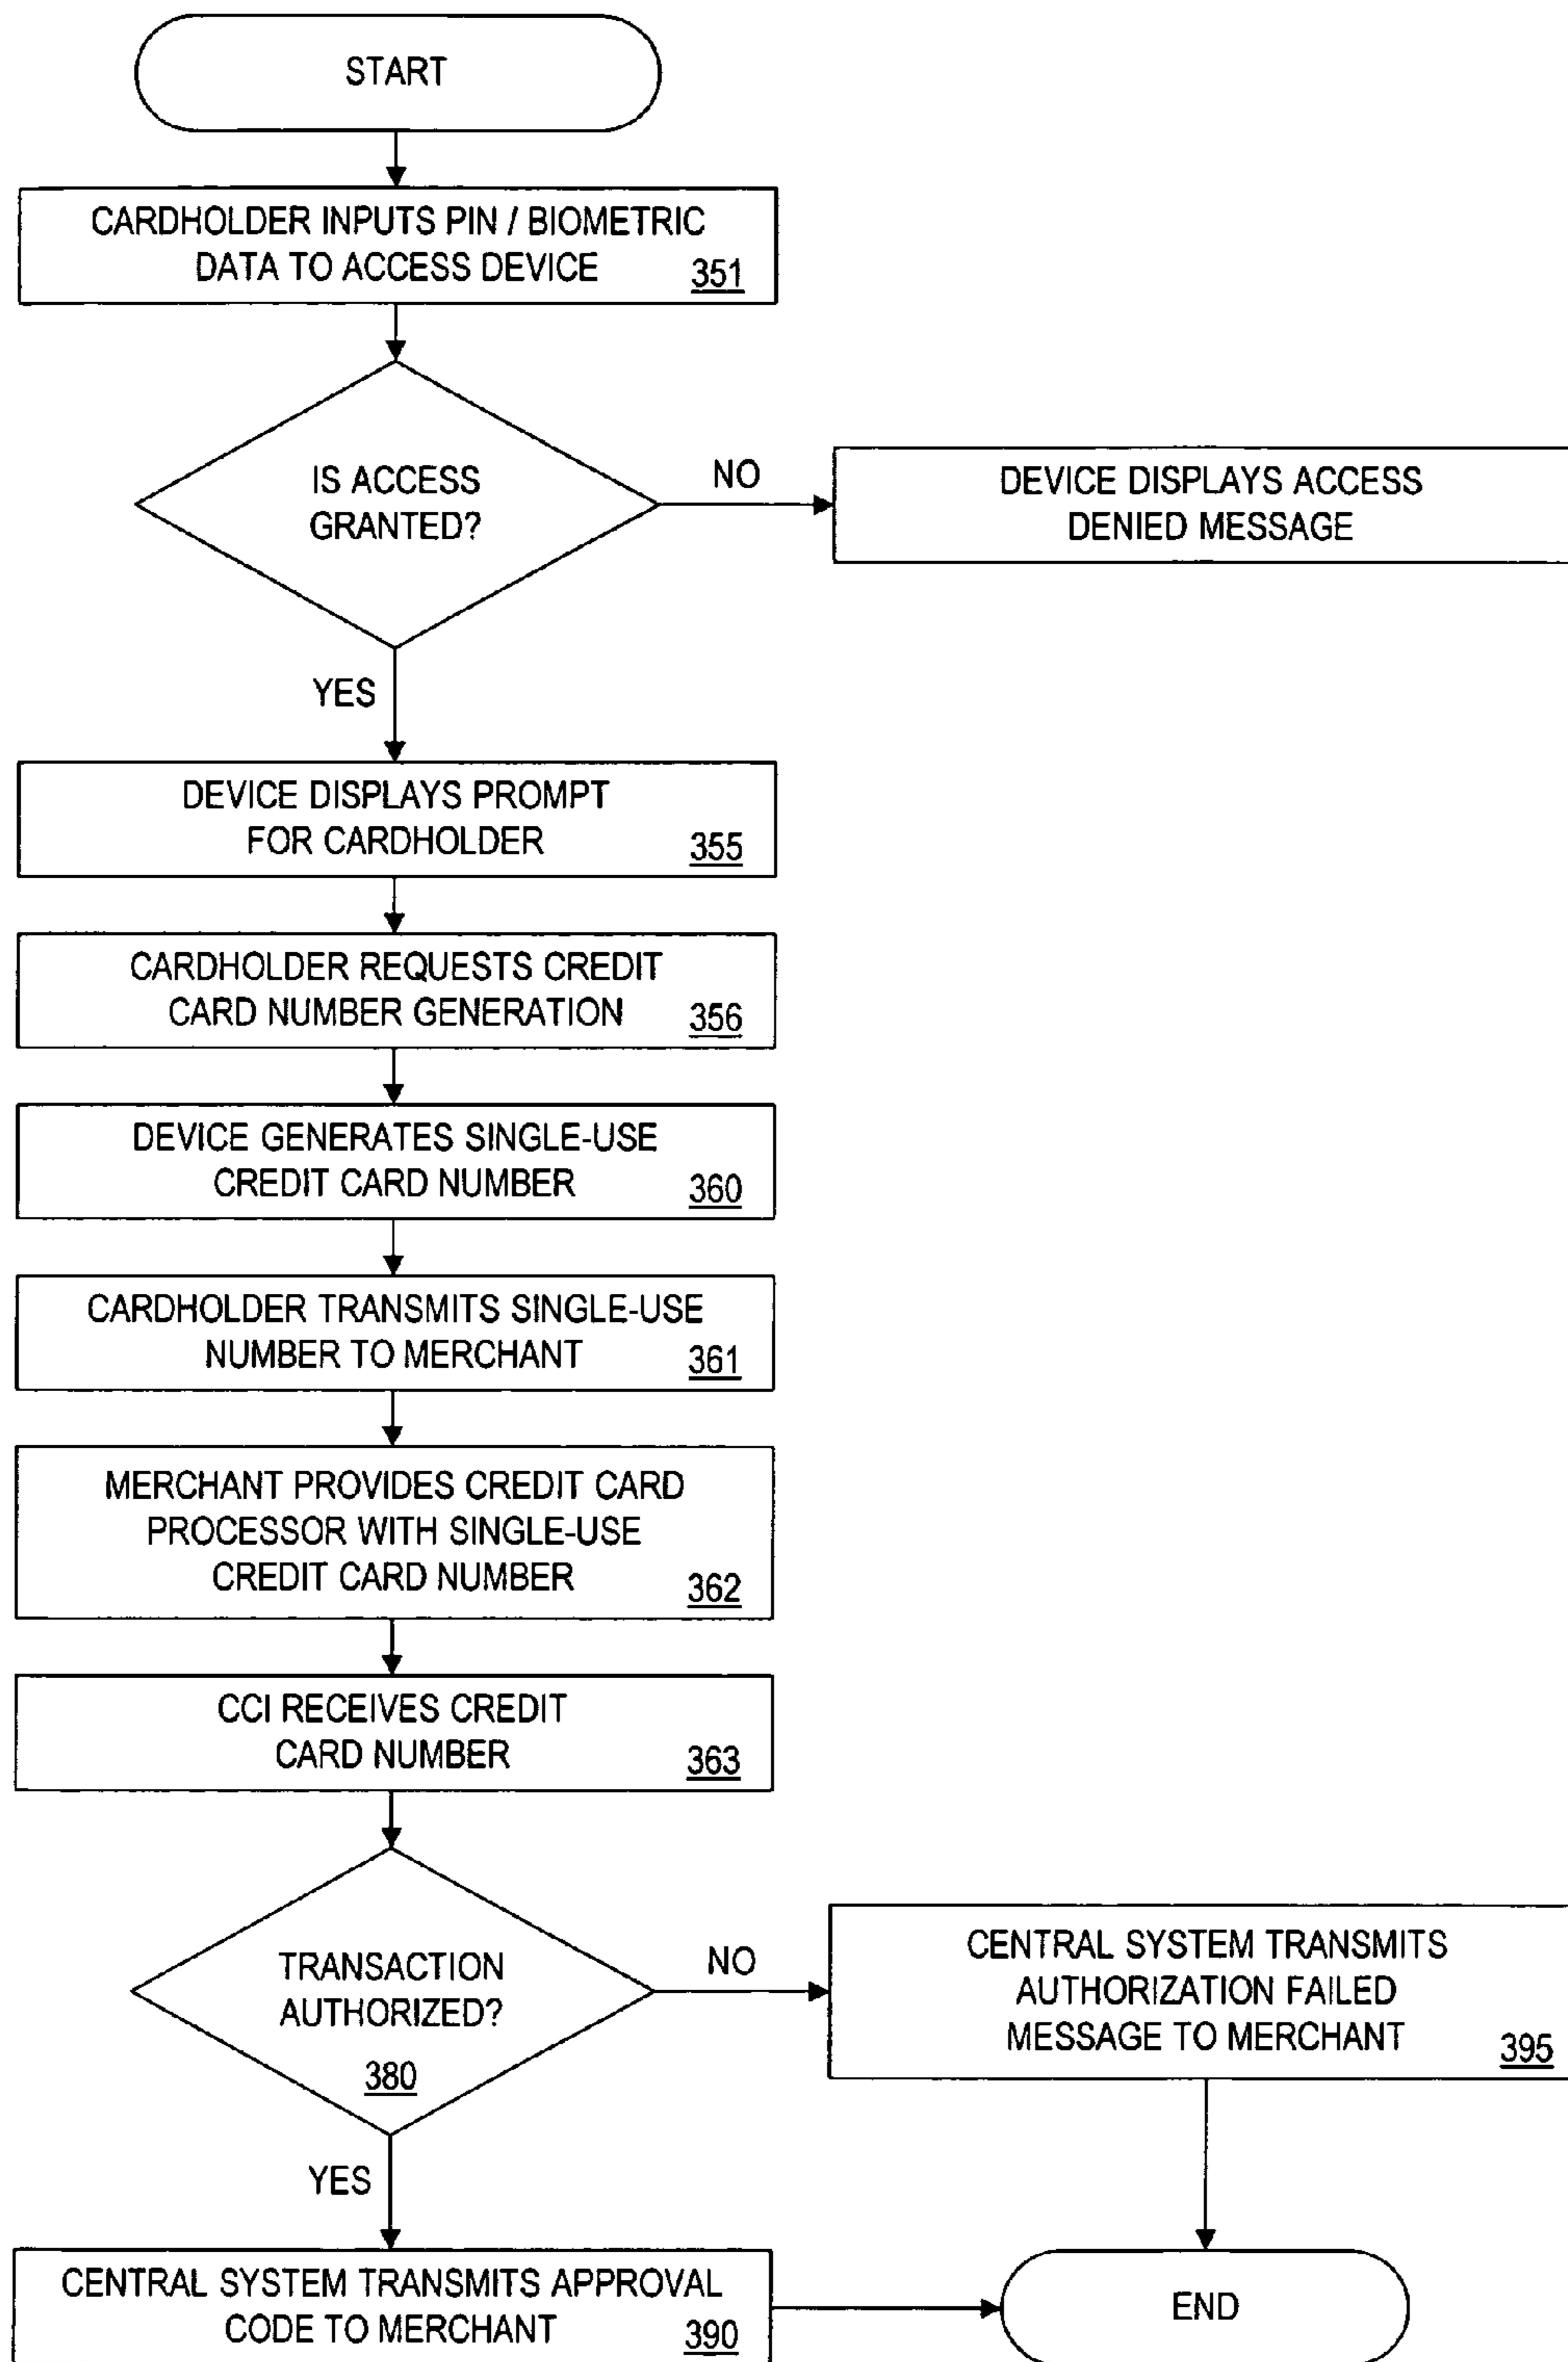 START
CARDHOLDER INPUTS PIN / BIOMETRIC
DATA TO ACCESS DEVICE 351
IS ACCESS
GRANTED?
NO
DEVICE DISPLAYS ACCESS
DENIED MESSAGE
YES
DEVICE DISPLAYS PROMPT
FOR CARDHOLDER 355
CARDHOLDER REQUESTS CREDIT
CARD NUMBER GENERATION 356
DEVICE GENERATES SINGLE-USE
CREDIT CARD NUMBER 360
CARDHOLDER TRANSMITS SINGLE-USE
NUMBER TO MERCHANT 361
MERCHANT PROVIDES CREDIT CARD
PROCESSOR WITH SINGLE-USE
CREDIT CARD NUMBER 362
CCI RECEIVES CREDIT
CARD NUMBER 363
TRANSACTION
AUTHORIZED?
380
NO
CENTRAL SYSTEM TRANSMITS
AUTHORIZATION FAILED
MESSAGE TO MERCHANT 395
YES
CENTRAL SYSTEM TRANSMITS APPROVAL
CODE TO MERCHANT 390
END